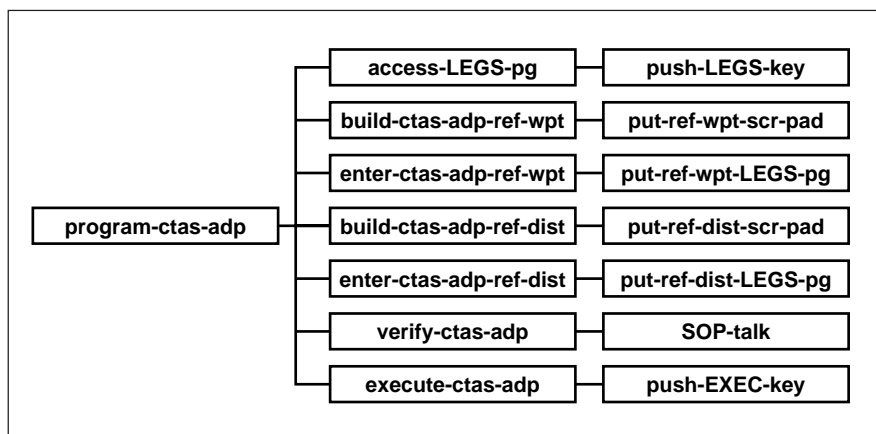 access-LEGS-pg push-LEGS-key
build-ctas-adp-ref-wpt put-ref-wpt-scr-pad
enter-ctas-adp-ref-wpt put-ref-wpt-LEGS-pg
program-ctas-adp build-ctas-adp-ref-dist put-ref-dist-scr-pad
enter-ctas-adp-ref-dist put-ref-dist-LEGS-pg
verify-ctas-adp SOP-talk
execute-ctas-adp push-EXEC-key